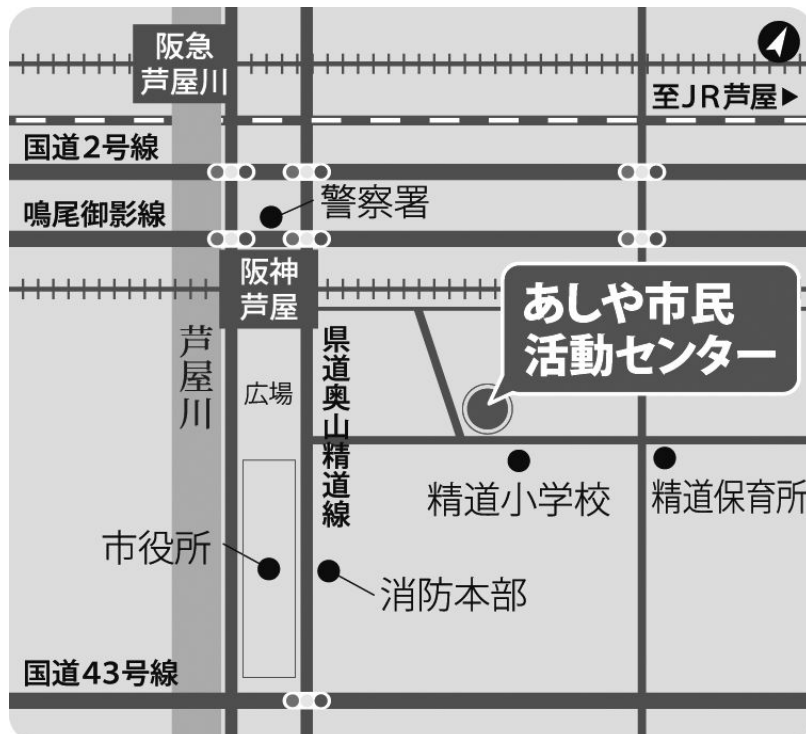 阪急
芦屋川
至JR芦屋▶
国道2号線
警察署
鳴尾御影線
阪神
芦屋
あしや市民
活動センター
芦屋川
広場
県道奥山精道線
精道小学校
精道保育所
市役所
消防本部
国道43号線